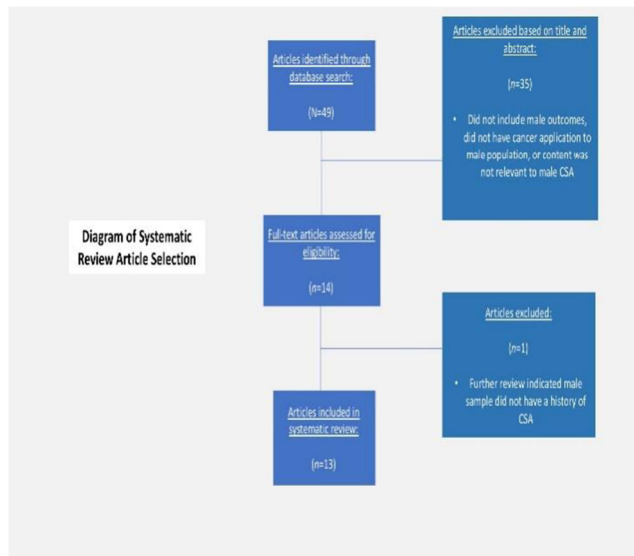 Articles identified through
database search:
(N=49)
Articles excluded based on title and
abstract:
(n=35)
• Did not include male outcomes,
did not have cancer application to
male population, or content was
not relevant to male CSA
Diagram of Systematic
Review Article Selection
Full-text articles assessed for
eligibility:
(n=14)
Articles excluded:
(n=1)
• Further review indicated male
sample did not have a history of
CSA
Articles included in
systematic review:
(n=13)